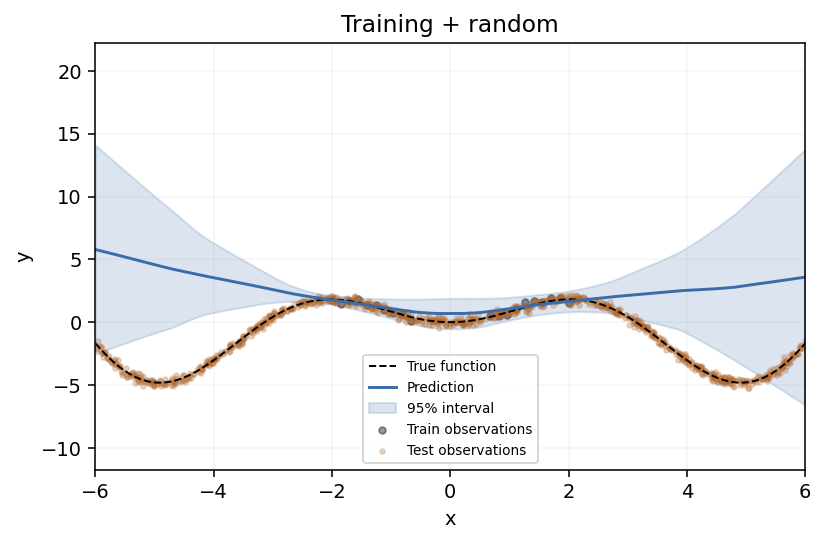 Training + random
20
15
10
5
0
−5
−10
y
−6
−4
−2
0
2
4
6
x
True function
Prediction
95% interval
Train observations
Test observations